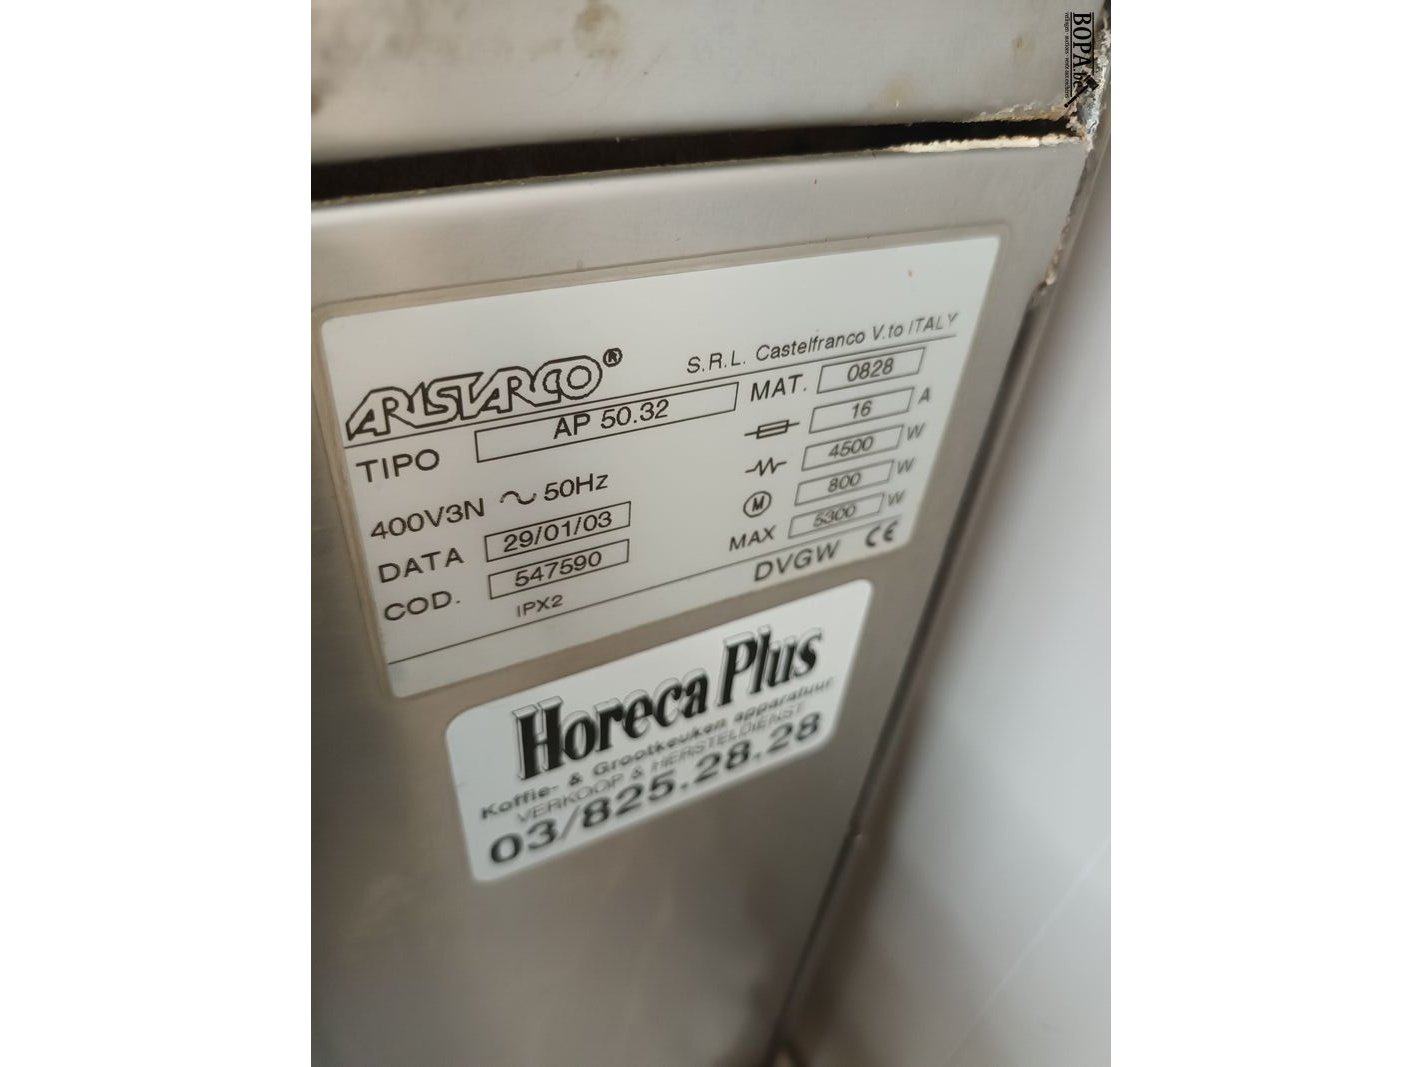 BOPA.be
ARISTARCO®
S.R.L. Castelfranco V.to ITALY
TIPO AP 50.32
MAT. 0828
16 A
400V3N ~ 50Hz
4500 W
DATA 29/01/03
M 800 W
COD. 547590
MAX 5300 W
IPX2
DVGW CE
Horeca Plus
Koffie- & Grootkeuken apparatuur
VERKOOP & HERSTELDIENST
03/825.28.28